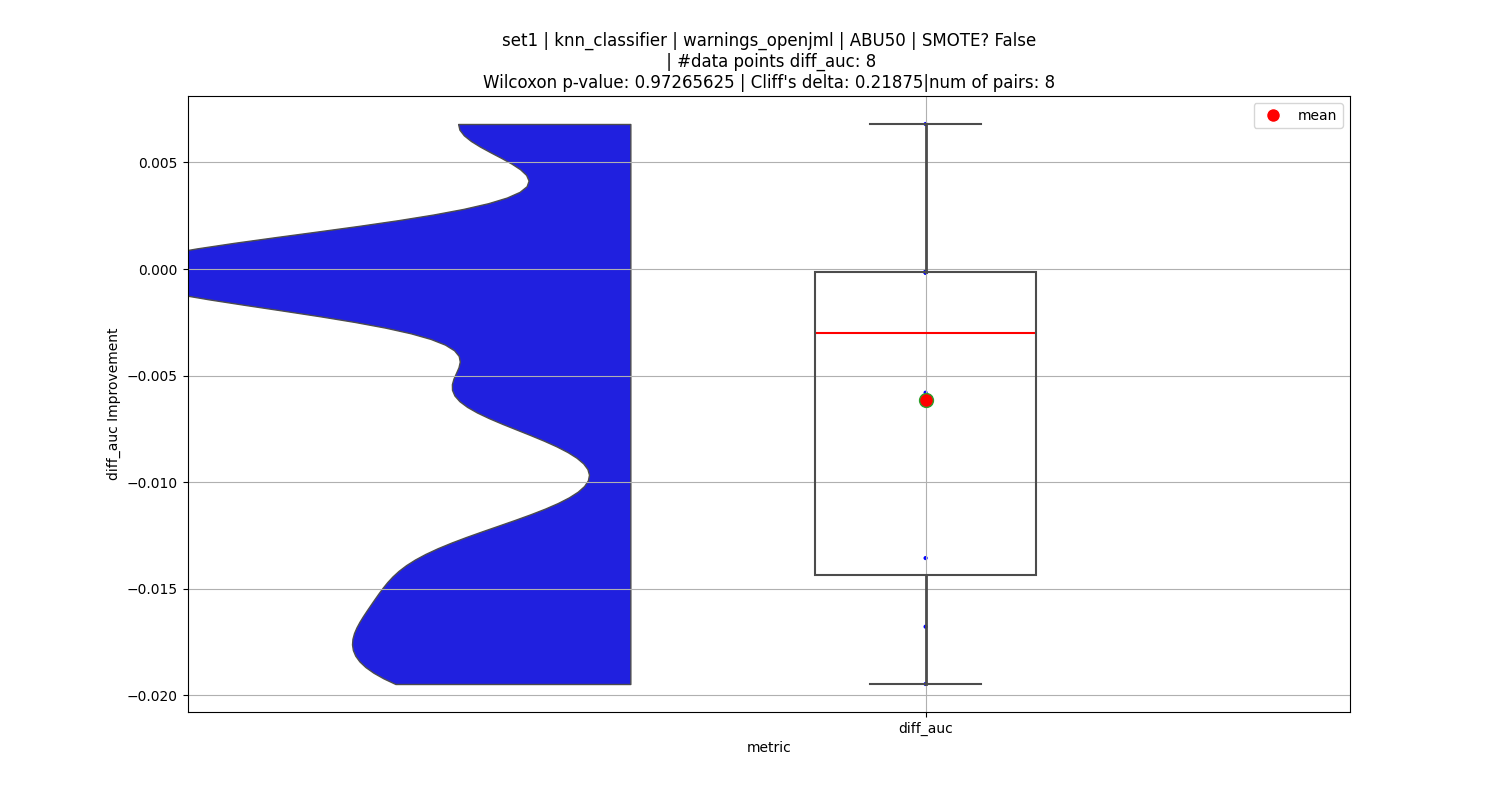 set1 | knn_classifier | warnings_openjml | ABU50 | SMOTE? False
| #data points diff_auc: 8
Wilcoxon p-value: 0.97265625 | Cliff's delta: 0.21875|num of pairs: 8
mean
0.005
0.000
−0.005
−0.010
−0.015
−0.020
diff_auc Improvement
diff_auc
metric